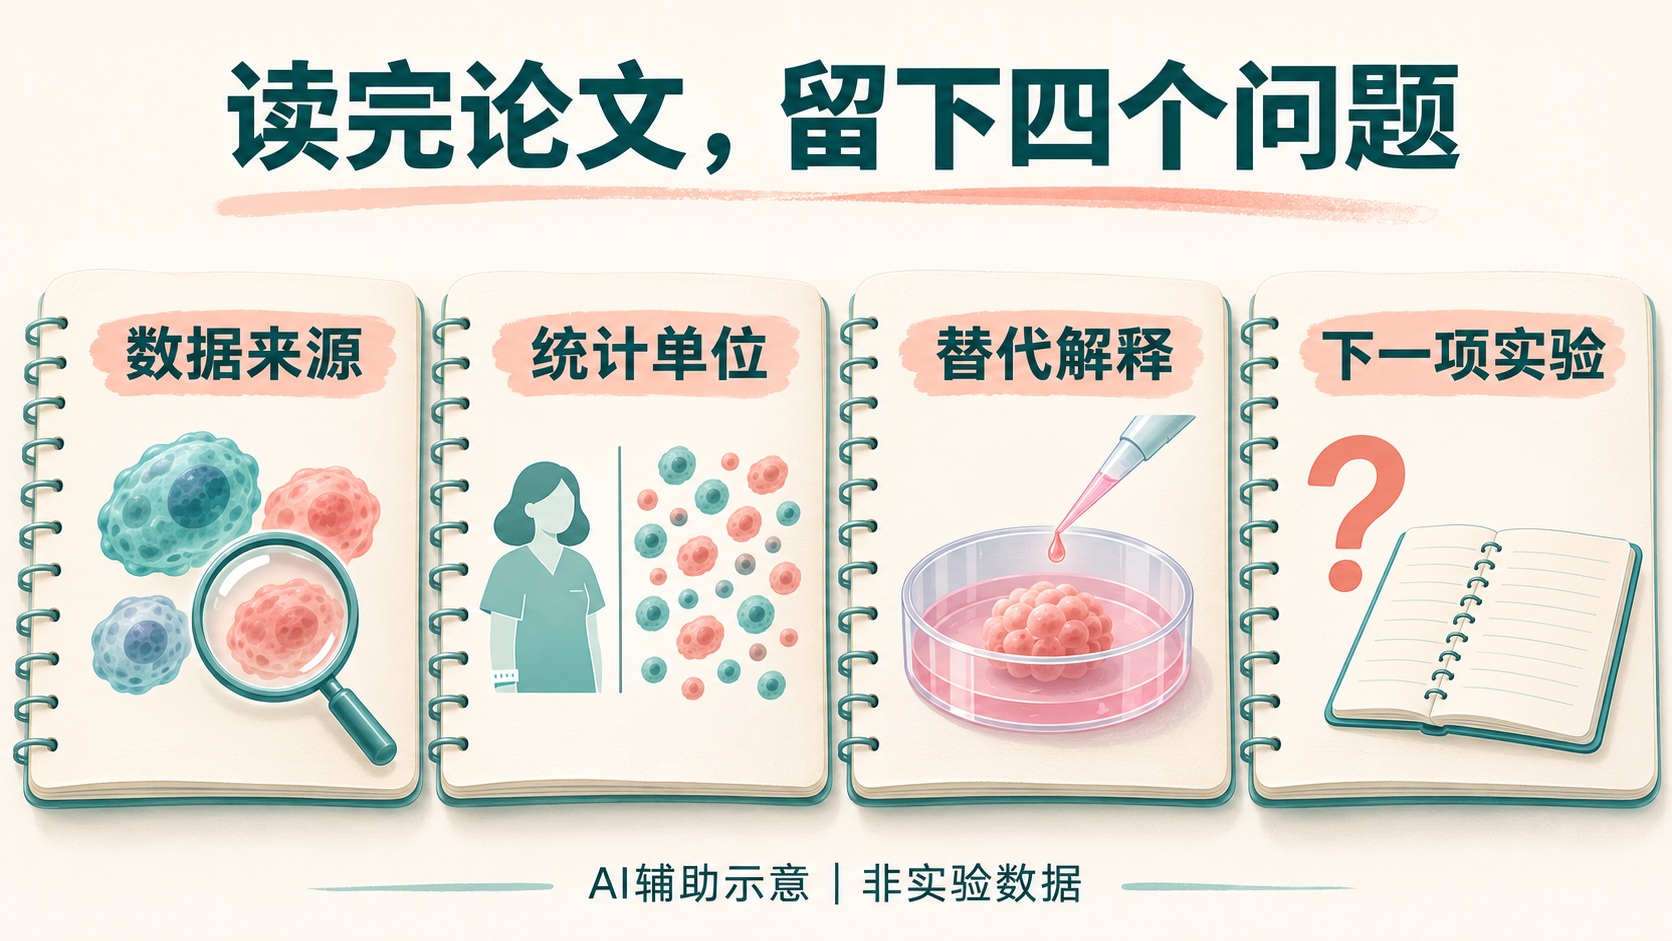 读完论文，留下四个问题
数据来源
统计单位
替代解释
下一项实验
AI辅助示意｜非实验数据